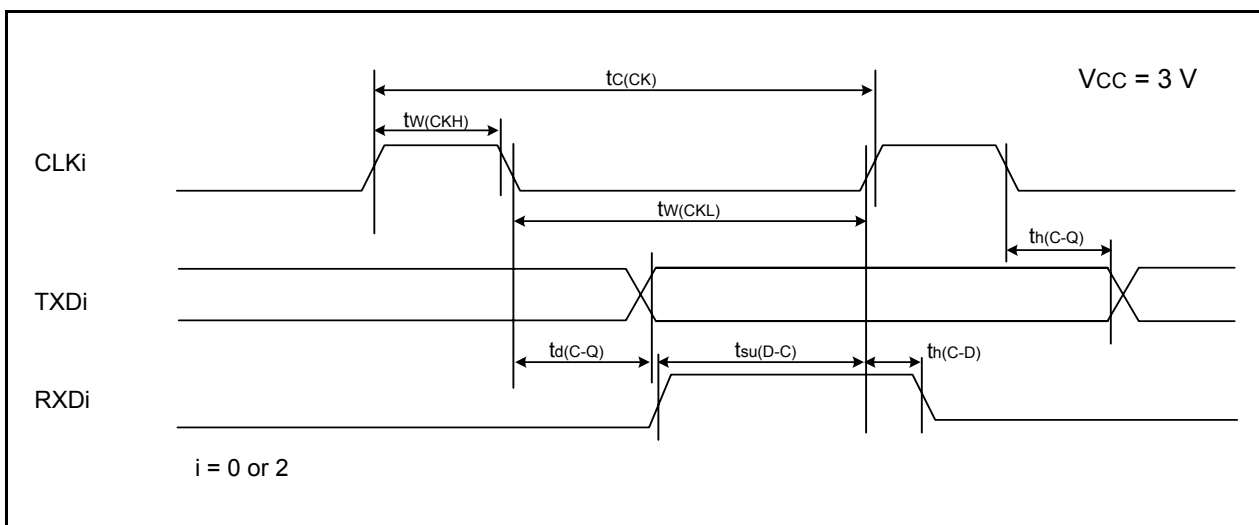 tC(CK)
VCC = 3 V
tW(CKH)
CLKi
tW(CKL)
th(C-Q)
TXDi
td(C-Q)
tsu(D-C)
th(C-D)
RXDi
i = 0 or 2